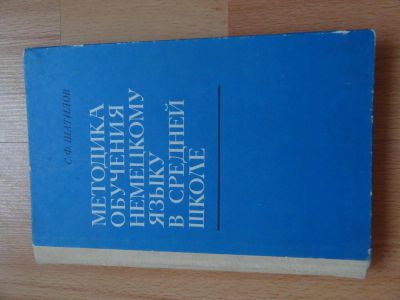 С.Ф. ШАТИЛОВ
МЕТОДИКА
ОБУЧЕНИЯ
НЕМЕЦКОМУ
ЯЗЫКУ
В СРЕДНЕЙ
ШКОЛЕ